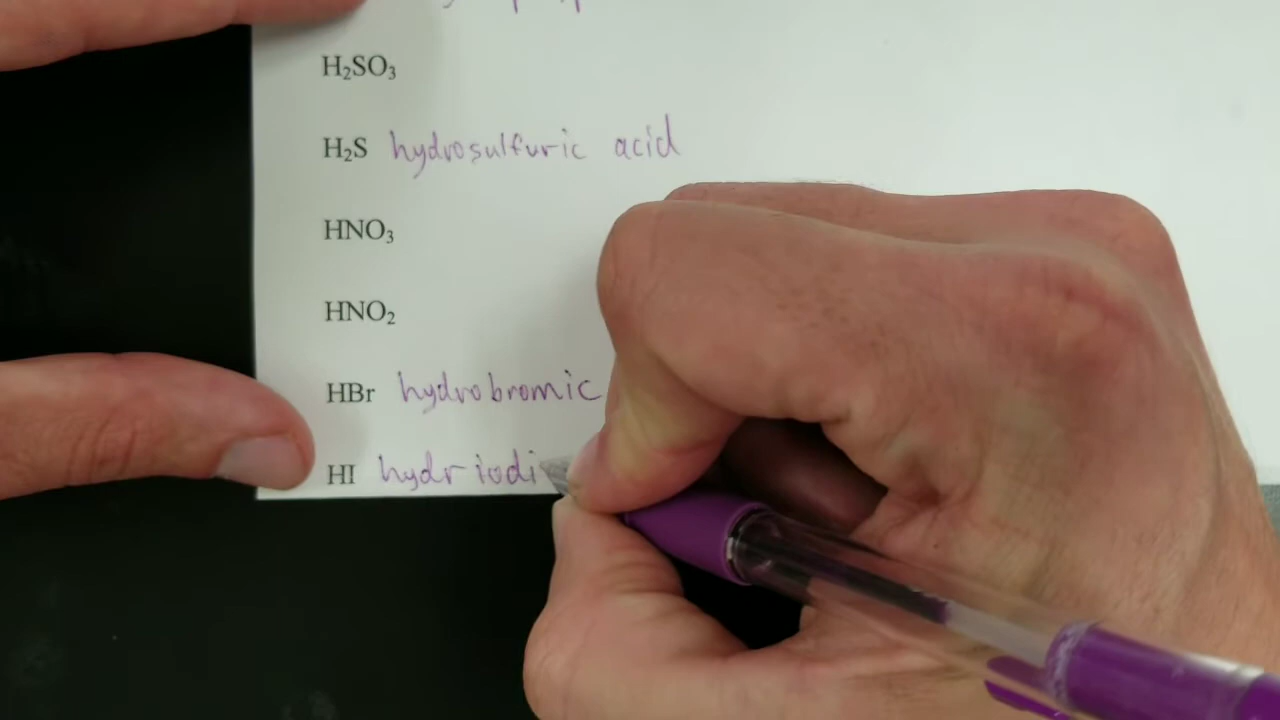 H₂SO₃
H₂S hydrosulfuric acid
HNO₃
HNO₂
HBr hydrobromic
HI hydriodi